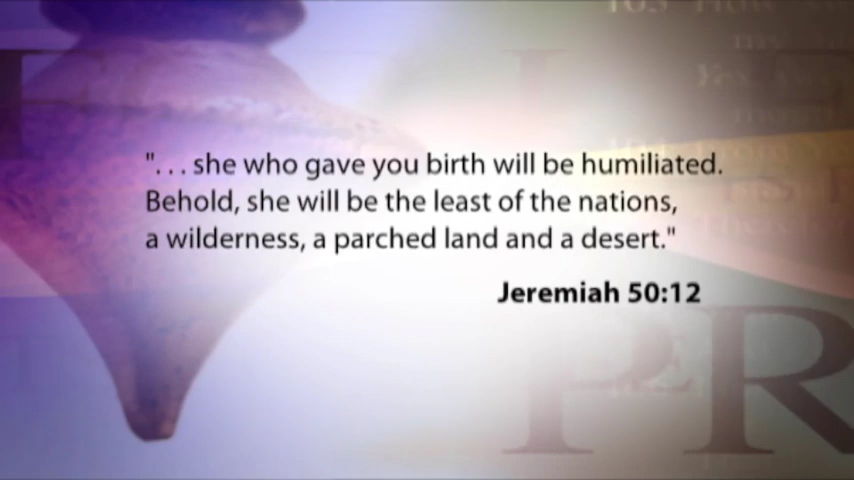 ". . . she who gave you birth will be humiliated.
Behold, she will be the least of the nations,
a wilderness, a parched land and a desert."
Jeremiah 50:12
PR